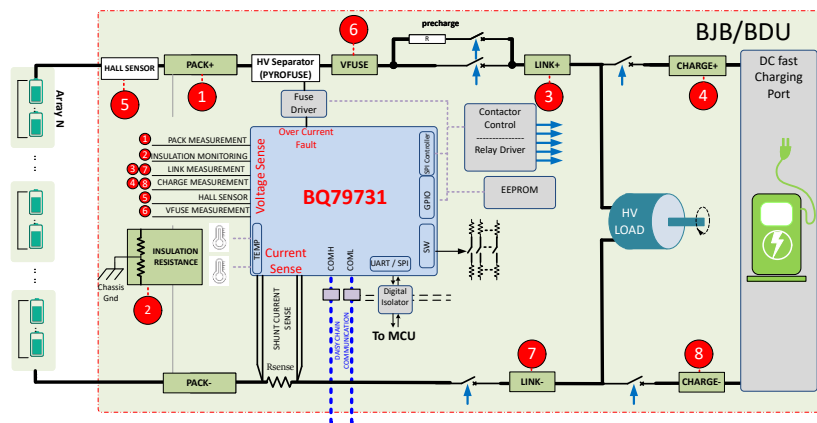 BJB/BDU
6
precharge
R
HALL SENSOR
PACK+
HV Separator
(PYROFUSE)
VFUSE
LINK+
CHARGE+
DC fast
Charging
Port
Array N
5
1
3
4
Fuse
Driver
Contactor
Control
---------------
Relay Driver
Over Current
Fault
1 PACK MEASUREMENT
2 INSULATION MONITORING
3 7 LINK MEASUREMENT
4 8 CHARGE MEASUREMENT
5 HALL SENSOR
6 VFUSE MEASUREMENT
Voltage Sense
BQ79731
SPI Controller
GPIO
EEPROM
HV
LOAD
INSULATION
RESISTANCE
Chassis
Gnd
2
TEMP
Current
Sense
COMH
COML
UART / SPI
SW
Digital
Isolator
To MCU
SHUNT CURRENT
SENSE
DAISY CHAIN
COMMUNICATION
Rsense
7
8
PACK-
LINK-
CHARGE-